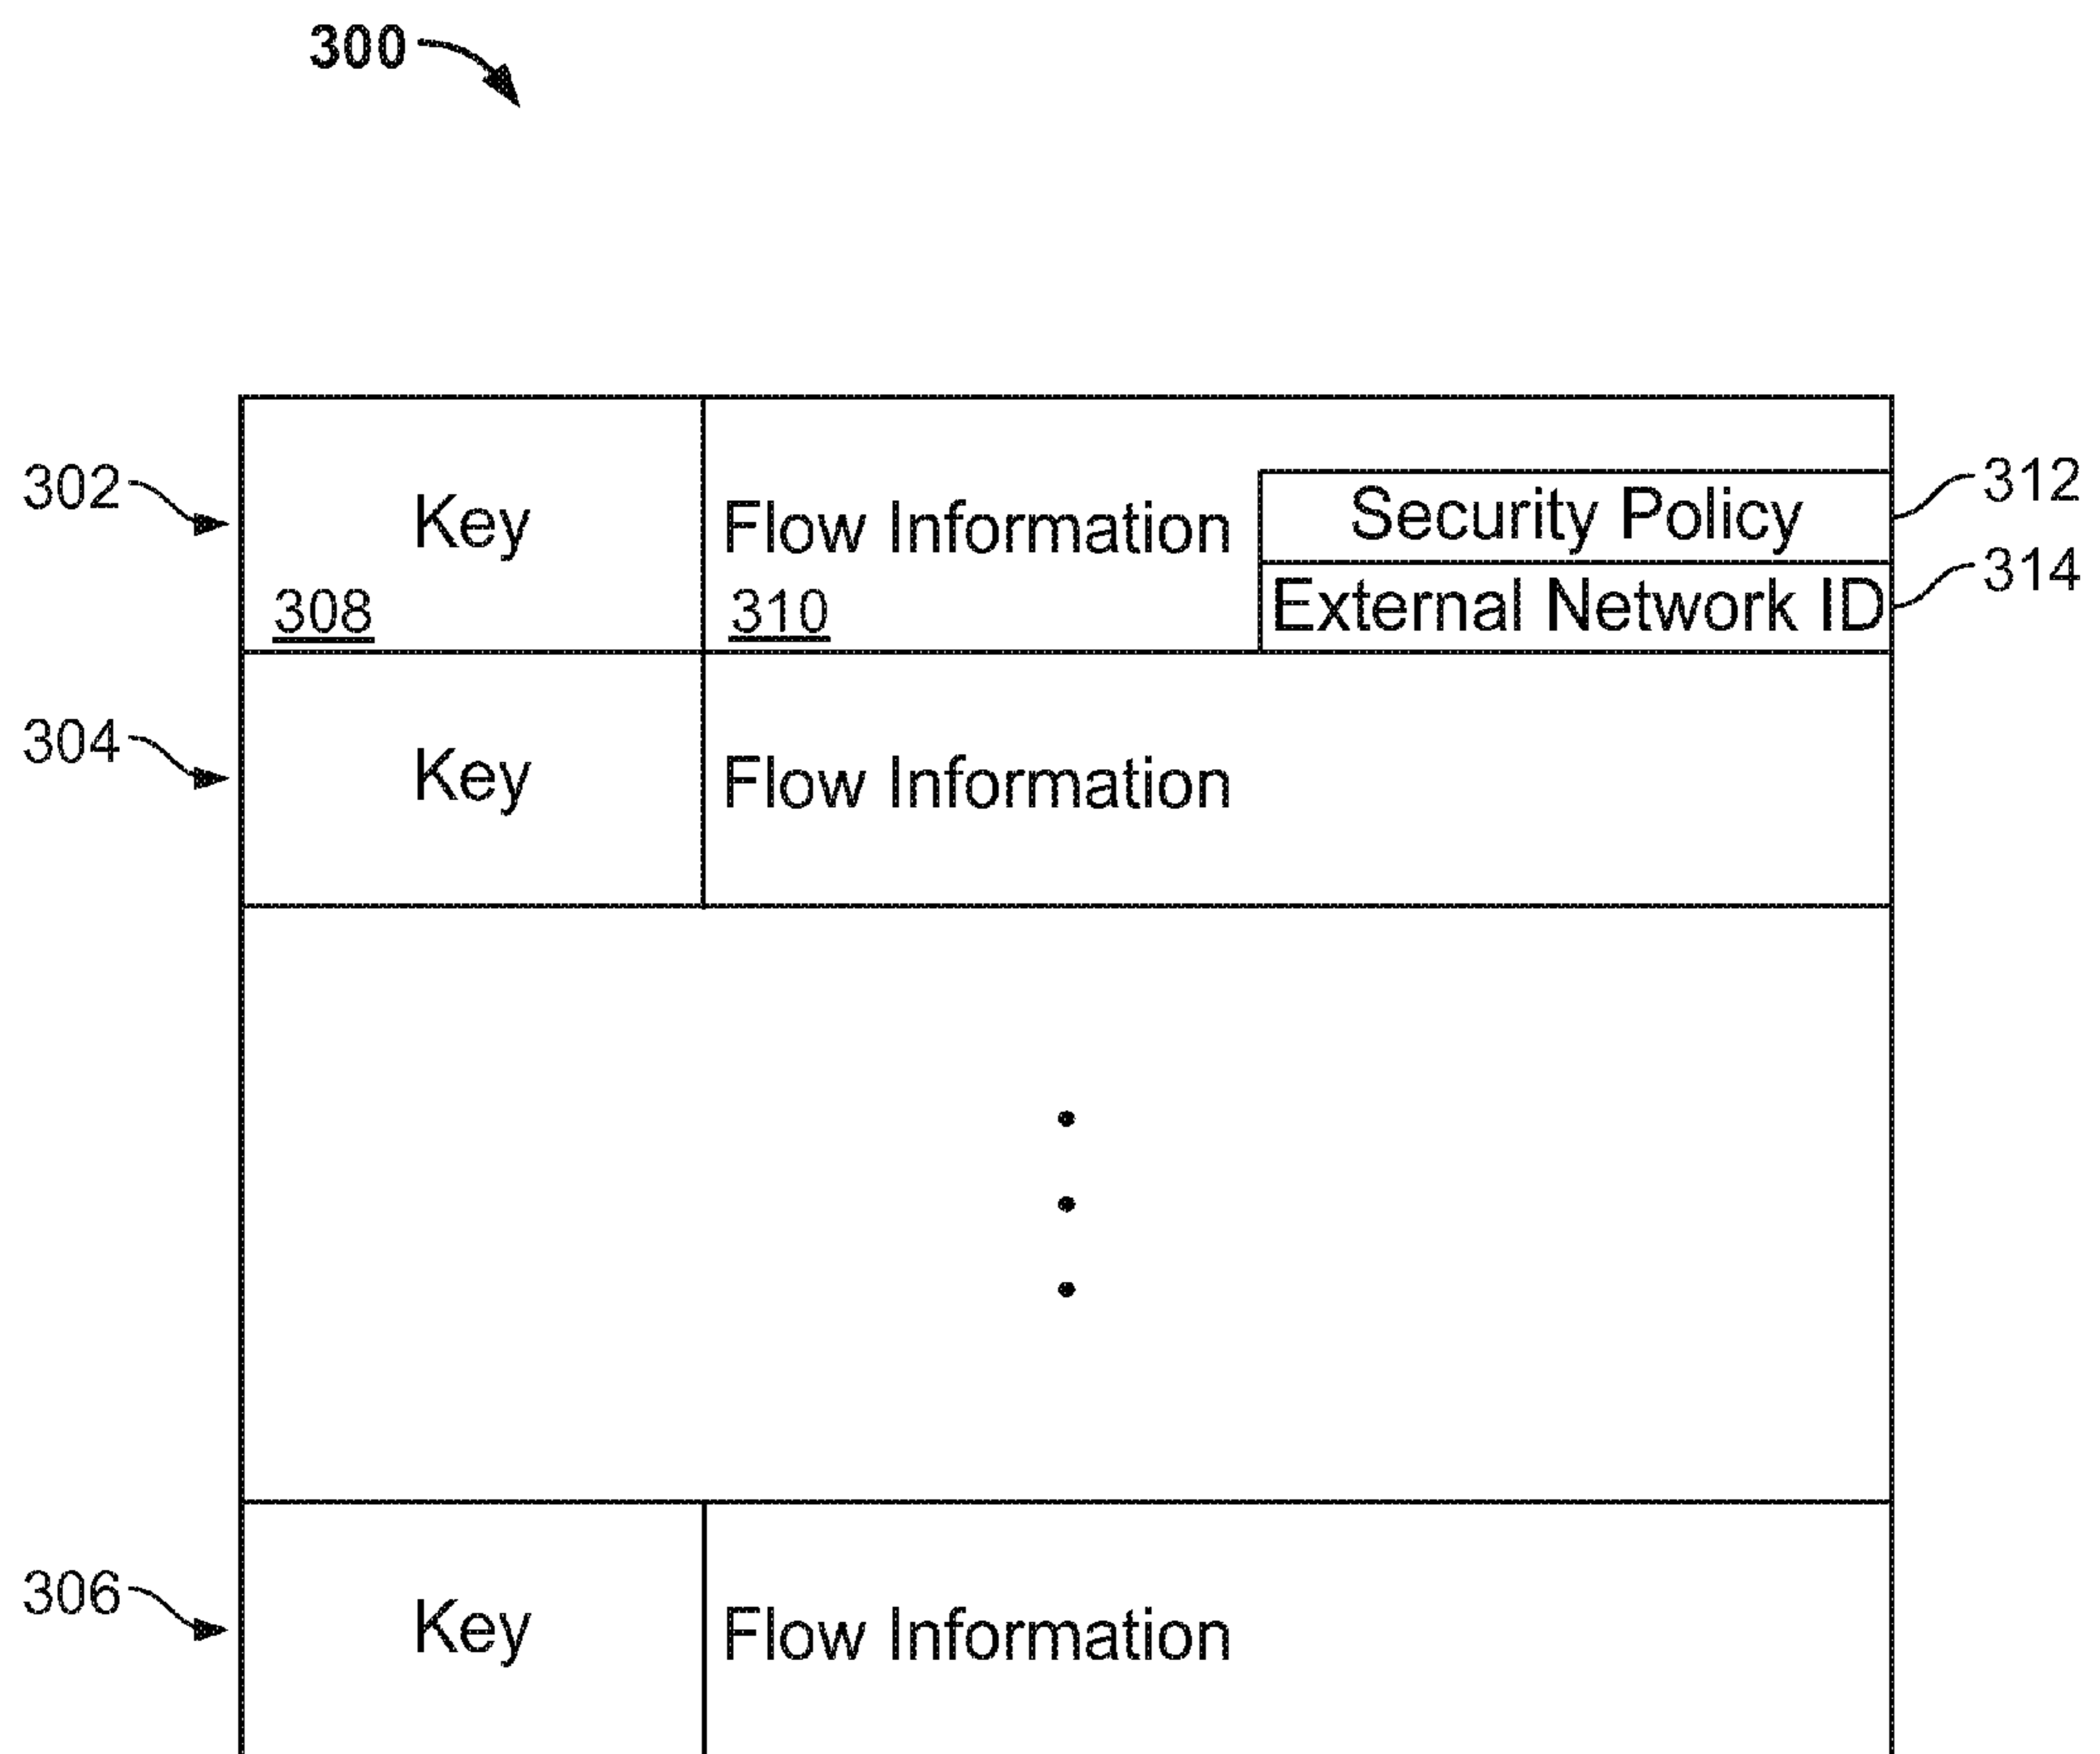 300
302
Key
308
Flow Information
310
Security Policy
312
External Network ID
314
304
Key
Flow Information
306
Key
Flow Information